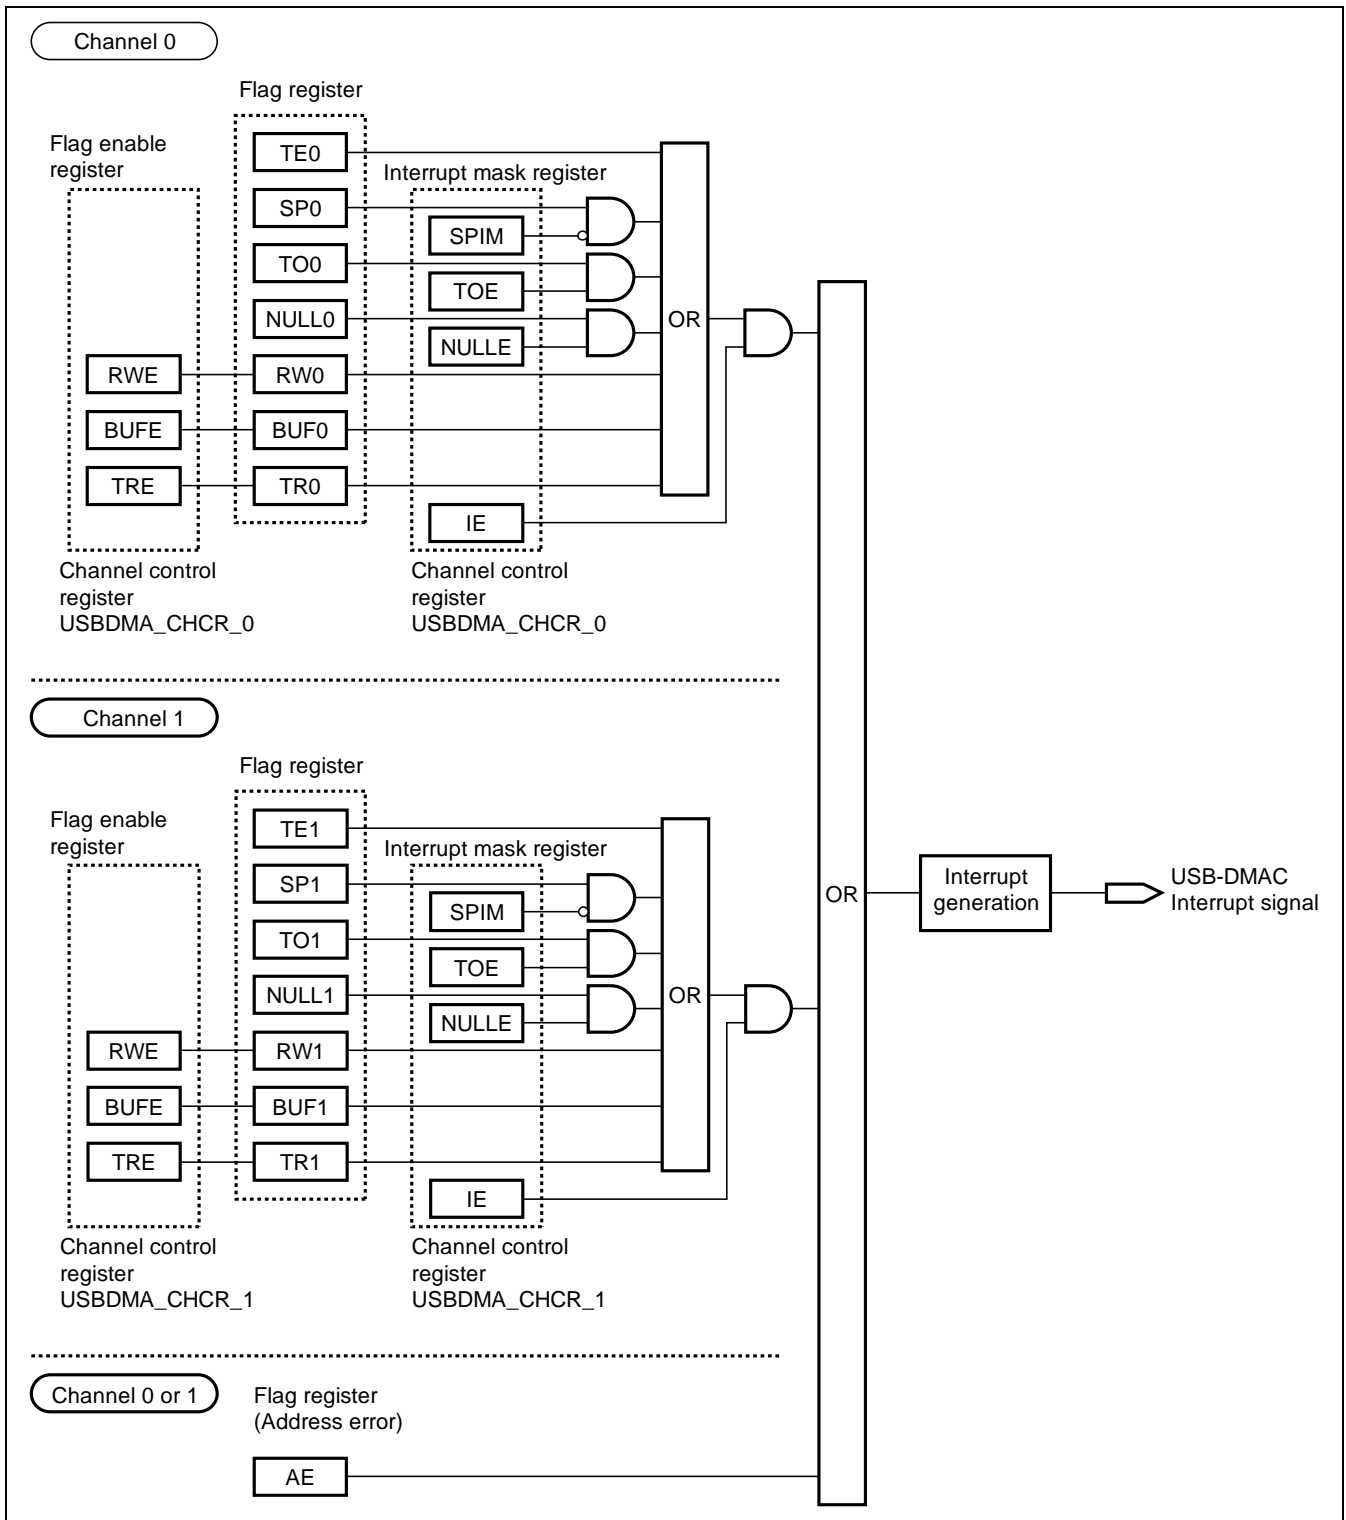 Channel 0
Flag register
Flag enable
register
TE0
Interrupt mask register
SP0
SPIM
TO0
TOE
NULL0
OR
NULLE
RWE
RW0
BUFE
BUF0
TRE
TR0
IE
Channel control
register
USBDMA_CHCR_0
Channel control
register
USBDMA_CHCR_0
Channel 1
Flag register
Flag enable
register
TE1
Interrupt mask register
SP1
SPIM
TO1
TOE
NULL1
OR
NULLE
RWE
RW1
BUFE
BUF1
TRE
TR1
IE
Channel control
register
USBDMA_CHCR_1
Channel control
register
USBDMA_CHCR_1
OR
Interrupt
generation
USB-DMAC
Interrupt signal
Channel 0 or 1
Flag register
(Address error)
AE